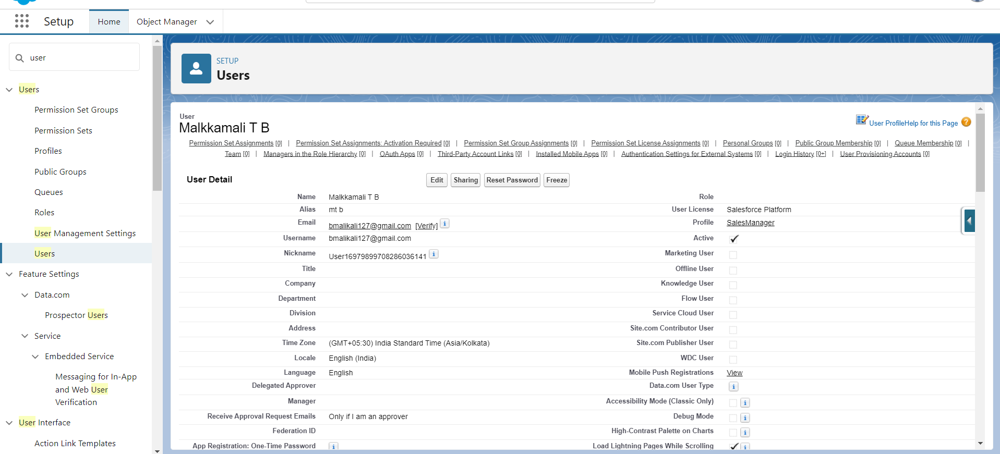 Setup
Home
Object Manager
user
Users
Permission Set Groups
Permission Sets
Profiles
Public Groups
Queues
Roles
User Management Settings
Users
Feature Settings
Data.com
Prospector Users
Service
Embedded Service
Messaging for In-App
and Web User
Verification
User Interface
Action Link Templates
SETUP
Users
User
Malkkamali T B
User Profile Help for this Page ?
Permission Set Assignments [0] | Permission Set Assignments: Activation Required [0] | Permission Set Group Assignments [0] | Permission Set License Assignments [0] | Personal Groups [0] | Public Group Membership [0] | Queue Membership [0] |
Team [0] | Managers in the Role Hierarchy [0] | OAuth Apps [0] | Third-Party Account Links [0] | Installed Mobile Apps [0] | Authentication Settings for External Systems [0] | Login History [0+] | User Provisioning Accounts [0]
User Detail
Edit Sharing Reset Password Freeze
Name Malkkamali T B
Role
Alias mt b
User License Salesforce Platform
Email bmalikali127@gmail.com [Verify] i
Profile SalesManager
Username bmalikali127@gmail.com
Active
Nickname User16979899708286036141 i
Marketing User
Title
Offline User
Company
Knowledge User
Department
Flow User
Division
Service Cloud User
Address
Site.com Contributor User
Time Zone (GMT+05:30) India Standard Time (Asia/Kolkata)
Site.com Publisher User
Locale English (India)
WDC User
Language English
Mobile Push Registrations View
Delegated Approver
Data.com User Type i
Manager
Accessibility Mode (Classic Only) i
Receive Approval Request Emails Only if I am an approver
Debug Mode i
Federation ID
High-Contrast Palette on Charts i
App Registration: One-Time Password i
Load Lightning Pages While Scrolling i